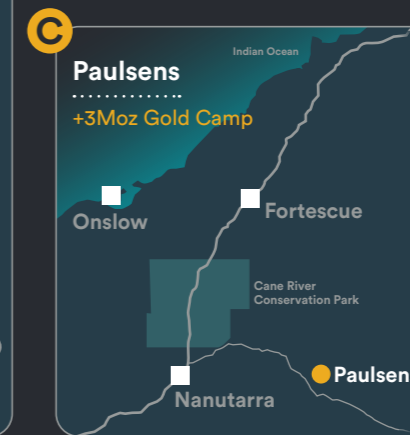 C
Indian Ocean
Paulsens
+3Moz Gold Camp
Onslow
Fortescue
Cane River
Conservation Park
Paulsen
Nanutarra